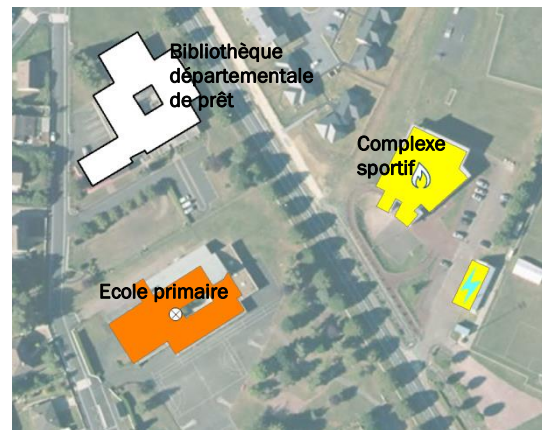 Bibliothèque
départementale
de prêt
Complexe
sportif
Ecole primaire